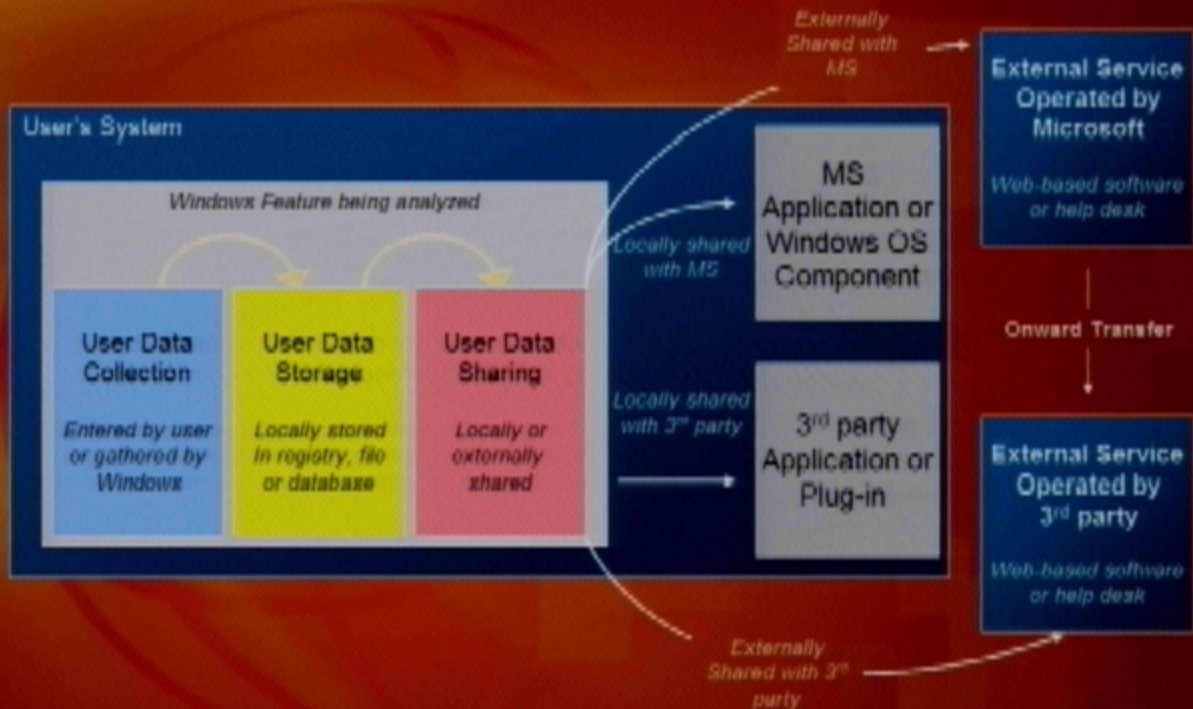 Externally
Shared with
MS
External Service
Operated by
Microsoft
Web-based software
or help desk
User's System
Windows Feature being analyzed
User Data
Collection
Entered by user
or gathered by
Windows
User Data
Storage
Locally stored
in registry, file
or database
User Data
Sharing
Locally or
externally
shared
Locally shared
with MS
MS
Application or
Windows OS
Component
Locally shared
with 3rd party
3rd party
Application or
Plug-in
Onward Transfer
External Service
Operated by
3rd party
Web-based software
or help desk
Externally
Shared with 3rd
party